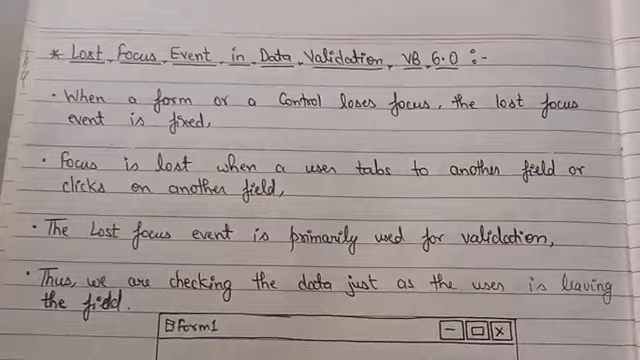 * Lost Focus Event in Data Validation, VB 6.0 :-
• When a form or a Control loses focus, the lost focus
event is fixed,
• Focus is lost when a user tabs to another field or
clicks on another field,
• The Lost focus event is primarily used for validation,
• Thus, we are checking the data just as the user is leaving
the field.
Form1